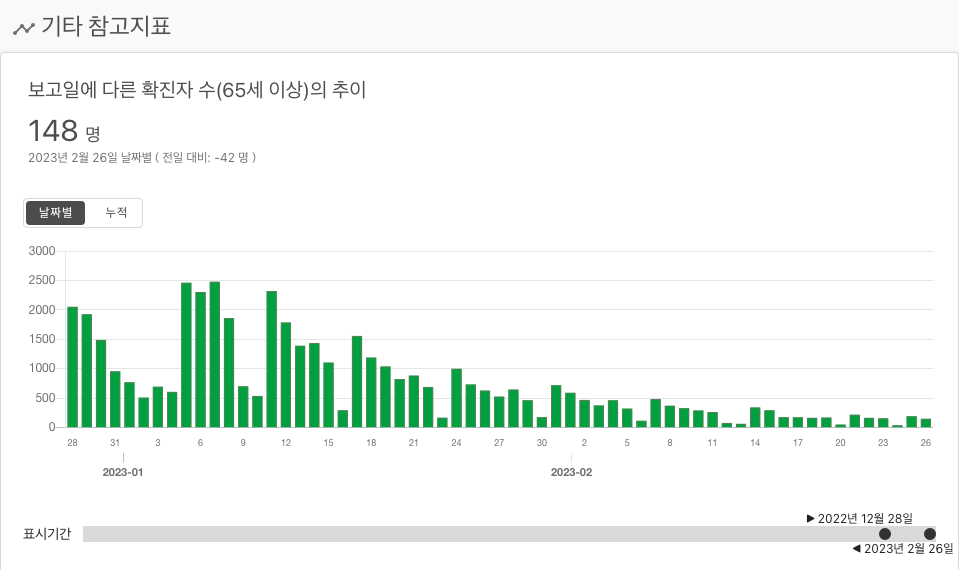 기타 참고지표
보고일에 다른 확진자 수(65세 이상)의 추이
148 명
2023년 2월 26일 날짜별 ( 전일 대비: -42 명 )
날짜별 누적
3000
2500
2000
1500
1000
500
0
28 31 3 6 9 12 15 18 21 24 27 30 2 5 8 11 14 17 20 23 26
2023-01 2023-02
▶ 2022년 12월 28일
표시기간
◀ 2023년 2월 26일